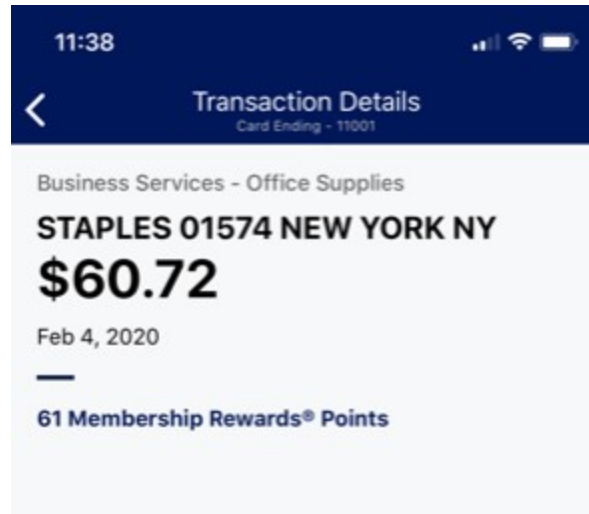 11:38
Transaction Details
Card Ending - 11001
Business Services - Office Supplies
STAPLES 01574 NEW YORK NY
$60.72
Feb 4, 2020
61 Membership Rewards® Points